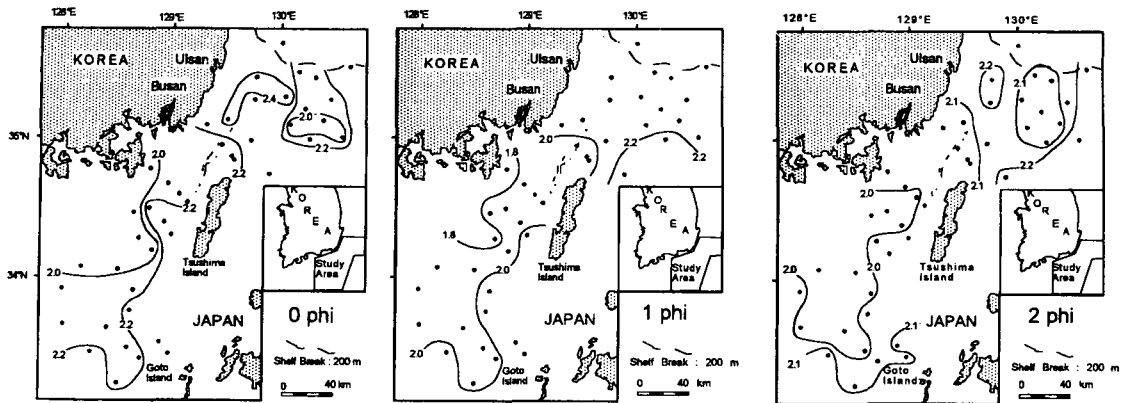 128°E 129°E 130°E
KOREA
Ulsan
Busan
35°N
2.4
2.0
2.2
2.0
2.2
2.2
Tsushima
Island
34°N
2.0
2.2
2.2
KOREA
Study
Area
JAPAN
0 phi
Goto
Island
Shelf Break : 200 m
0 40
km
128°E 129°E 130°E
KOREA
Ulsan
Busan
1.8
2.0
2.2
2.2
1.8
2.0
Tsushima
Island
2.0
KOREA
Study
Area
JAPAN
1 phi
Goto
Island
Shelf Break : 200 m
0 40
km
128°E 129°E 130°E
KOREA
Ulsan
Busan
2.2
2.1
2.1
2.2
2.1
2.0
2.0
2.0
Tsushima
Island
2.1
2.1
KOREA
Study
Area
JAPAN
2 phi
Goto
Island
Shelf Break : 200 m
0 40
km